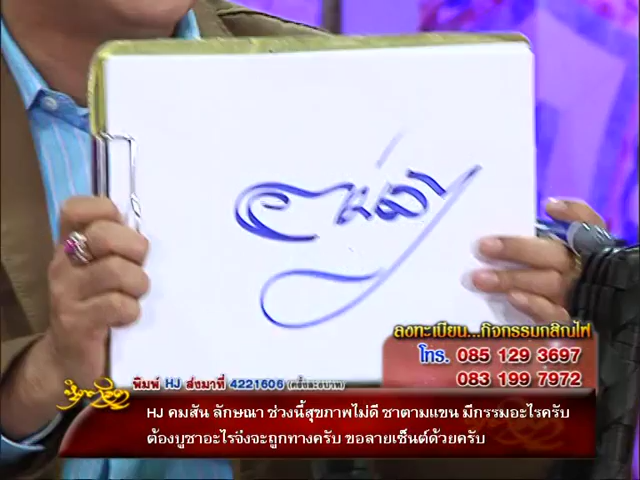 ลงทะเบียน...กิจกรรมกสิณไฟ
โทร. 085 129 3697
083 199 7972
พิมพ์ HJ ส่งมาที่ 4221606
HJ คมสัน ลักษณา ช่วงนี้สุขภาพไม่ดี ชาตามแขน มีกรรมอะไรครับ
ต้องบูชาอะไรจึงจะถูกทางครับ ขอลายเซ็นต์ด้วยครับ